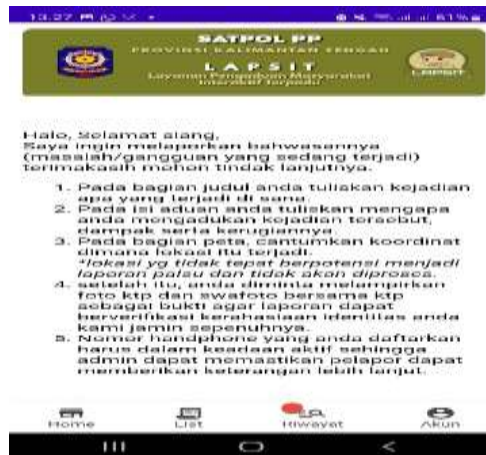 13.27
61%
SATPOL PP
PROVINSI KALIMANTAN TENGAH
L A P S I T
Layanan Pengaduan Masyarakat
Interaktif Terpadu
LAPSIT
Halo, Selamat siang,
Saya ingin melaporkan bahwasannya
(masalah/gangguan yang sedang terjadi)
terimakasih mohon tindak lanjutnya.
1. Pada bagian judul anda tuliskan kejadian
apa yang terjadi di sana.
2. Pada isi aduan anda tuliskan mengapa
anda mengadukan kejadian tersebut,
dampak serta kerugiannya.
3. Pada bagian peta, cantumkan koordinat
dimana lokasi itu terjadi.
*lokasi yg tidak tepat berpotensi menjadi
laporan palsu dan tidak akan diproses.
4. setelah itu, anda diminta melampirkan
foto ktp dan swafoto bersama ktp
sebagai bukti agar laporan dapat
berverifikasi kerahasiaan identitas anda
kami jamin sepenuhnya.
5. Nomor handphone yang anda daftarkan
harus dalam keadaan aktif sehingga
admin dapat memastikan pelapor dapat
memberikan keterangan lebih lanjut.
Home List Riwayat Akun